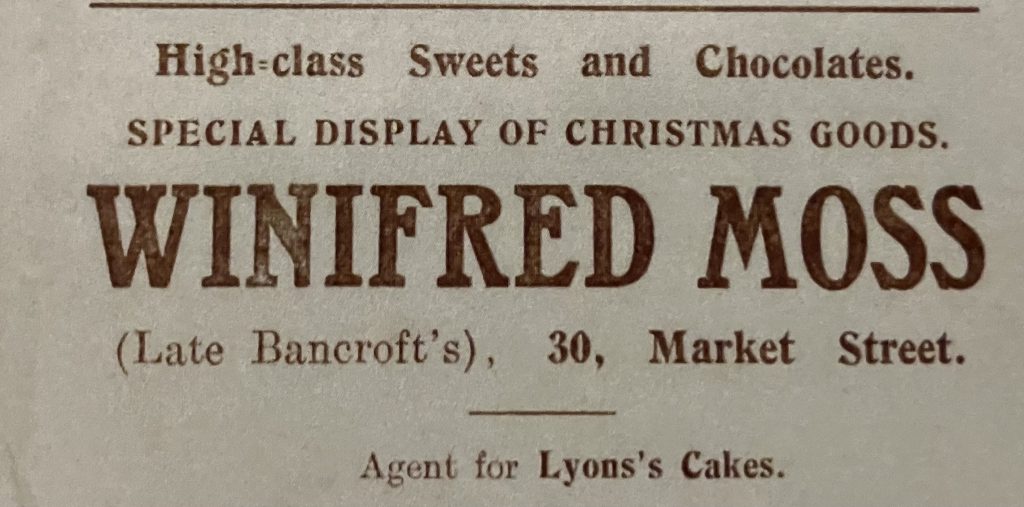 High-class Sweets and Chocolates.
SPECIAL DISPLAY OF CHRISTMAS GOODS.
WINIFRED MOSS
(Late Bancroft's), 30, Market Street.
Agent for Lyons's Cakes.